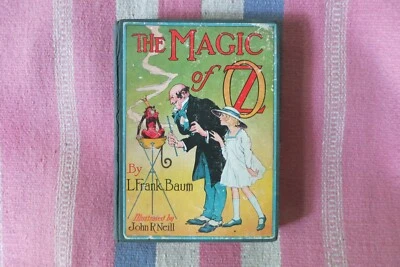 THE MAGIC
of OZ
By
L. Frank Baum
Illustrated by
John R. Neill